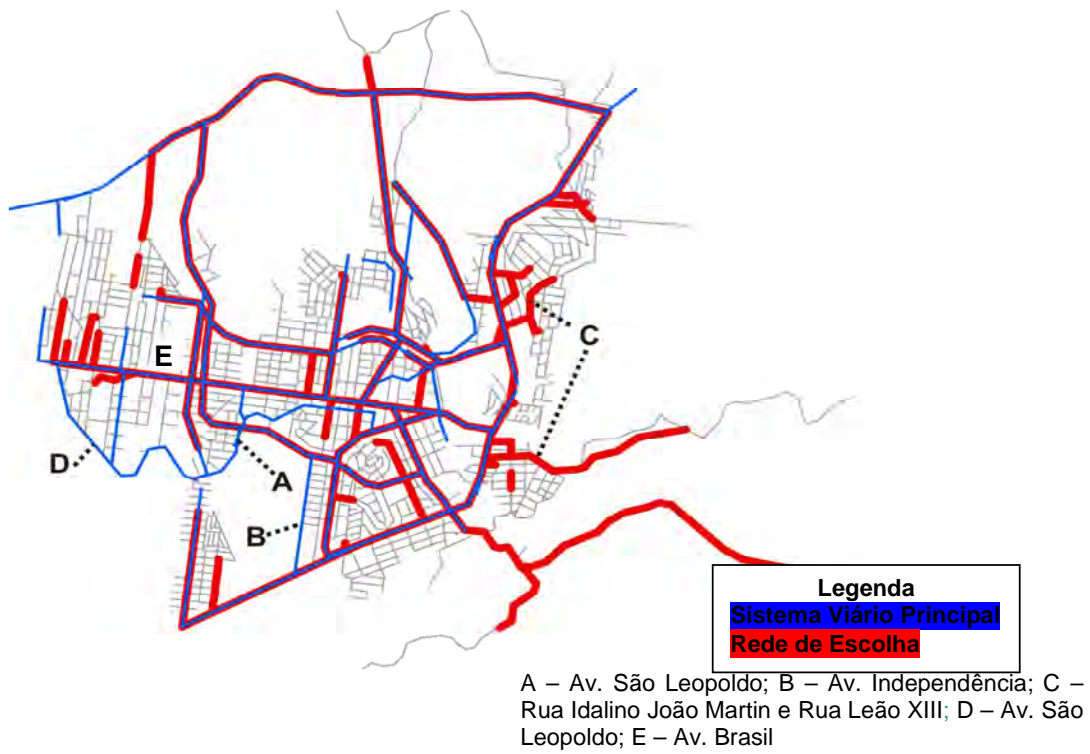 C
E
D
A
B
Legenda
Sistema Viário Principal
Rede de Escolha
A – Av. São Leopoldo; B – Av. Independência; C –
Rua Idalino João Martin e Rua Leão XIII; D – Av. São
Leopoldo; E – Av. Brasil